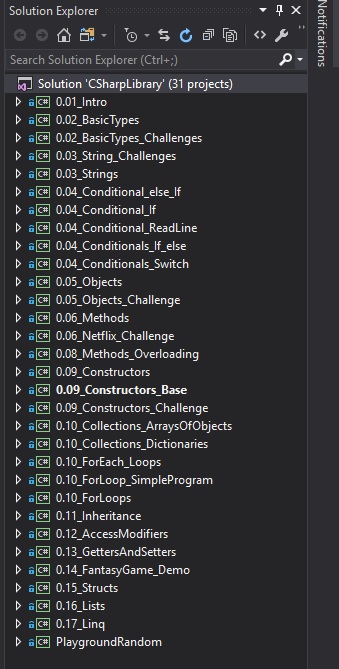 Solution Explorer
Notifications
Search Solution Explorer (Ctrl+;)
Solution 'CSharpLibrary' (31 projects)
C# 0.01_Intro
C# 0.02_BasicTypes
C# 0.02_BasicTypes_Challenges
C# 0.03_String_Challenges
C# 0.03_Strings
C# 0.04_Conditional_else_If
C# 0.04_Conditional_If
C# 0.04_Conditional_ReadLine
C# 0.04_Conditionals_If_else
C# 0.04_Conditionals_Switch
C# 0.05_Objects
C# 0.05_Objects_Challenge
C# 0.06_Methods
C# 0.06_Netflix_Challenge
C# 0.08_Methods_Overloading
C# 0.09_Constructors
C# 0.09_Constructors_Base
C# 0.09_Constructors_Challenge
C# 0.10_Collections_ArraysOfObjects
C# 0.10_Collections_Dictionaries
C# 0.10_ForEach_Loops
C# 0.10_ForLoop_SimpleProgram
C# 0.10_ForLoops
C# 0.11_Inheritance
C# 0.12_AccessModifiers
C# 0.13_GettersAndSetters
C# 0.14_FantasyGame_Demo
C# 0.15_Structs
C# 0.16_Lists
C# 0.17_Linq
C# PlaygroundRandom